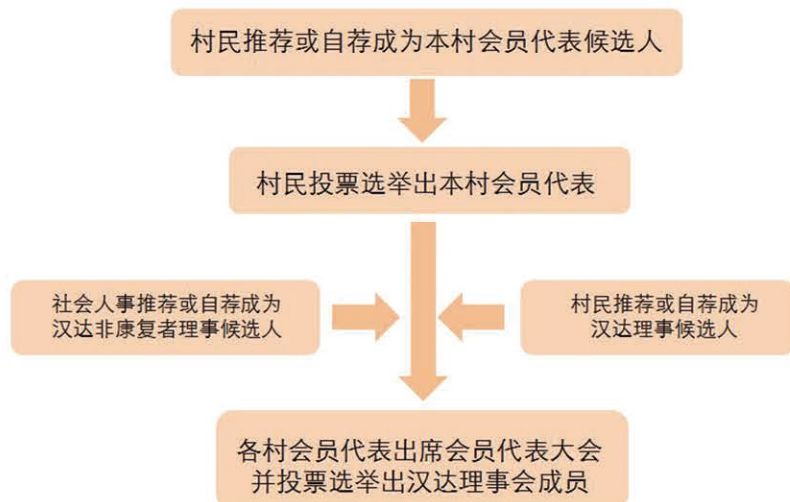 村民推荐或自荐成为本村会员代表候选人
村民投票选举出本村会员代表
社会人事推荐或自荐成为
汉达非康复者理事候选人
村民推荐或自荐成为
汉达理事候选人
各村会员代表出席会员代表大会
并投票选举出汉达理事会成员